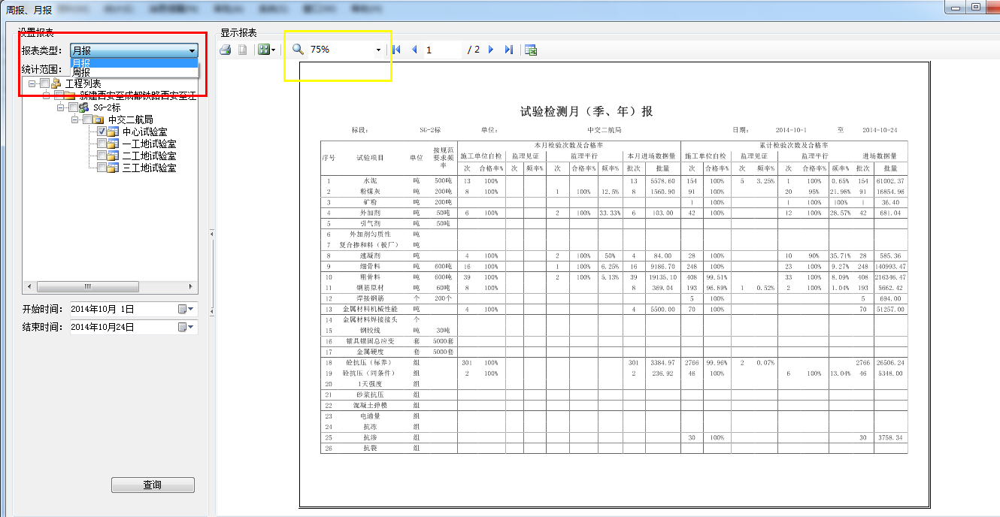 周报、月报
设置报表
报表类型： 月报
月报
周报
统计范围：
工程列表
新建西安至成都铁路西安至江
SG-2标
中交二航局
中心试验室
一工地试验室
二工地试验室
三工地试验室
开始时间： 2014年10月 1日
结束时间： 2014年10月24日
查询
显示报表
75% 1 / 2
试验检测月（季、年）报
标段： SG-2标 单位： 中交二航局 日期： 2014-10-1 至 2014-10-24
序号 试验项目 单位 按规范要求频率 本月检验次数及合格率 累计检验次数及合格率
施工单位自检 监理见证 监理平行 本月进场数据量 施工单位自检 监理见证 监理平行 进场数据量
次 合格率% 次 频率% 次 合格率% 频率% 批次 批量 次 合格率% 次 频率% 次 合格率% 频率% 批次 批量
1 水泥 吨 500吨 13 100% 13 5578.60 154 100% 5 3.25% 1 100% 0.65% 154 61002.37
2 粉煤灰 吨 200吨 8 100% 1 100% 12.5% 8 1560.90 91 100% 20 95% 21.98% 91 16854.96
3 矿粉 吨 200吨 1 100% 1 100% 100% 1 36.40
4 外加剂 吨 50吨 6 100% 2 100% 33.33% 6 103.00 42 100% 12 100% 28.57% 42 681.04
5 引气剂 吨 50吨
6 外加剂匀质性 吨
7 复合掺和料（板厂） 吨
8 速凝剂 吨 4 100% 2 100% 50% 4 84.00 28 100% 10 90% 35.71% 28 585.36
9 细骨料 吨 600吨 16 100% 1 100% 6.25% 16 9186.70 248 100% 23 100% 9.27% 248 140993.47
10 粗骨料 吨 600吨 39 100% 2 100% 5.13% 39 19135.10 408 99.51% 33 100% 8.09% 408 216346.47
11 钢筋原材 吨 60吨 8 100% 8 369.04 193 96.89% 1 0.52% 2 100% 1.04% 193 5662.42
12 焊接钢筋 个 200个 5 100% 5 694.00
13 金属材料机械性能 吨 4 100% 4 5500.00 70 100% 70 51257.00
14 金属材料焊接接头 个
15 钢绞线 吨 30吨
16 锚具锚固总应变 套 5000套
17 金属硬度 套 5000套
18 砼抗压（标养） 组 301 100% 301 3384.97 2766 99.96% 2 0.07% 2766 26506.24
19 砼抗压（同条件） 组 2 100% 2 236.92 46 100% 6 100% 13.04% 46 5348.00
20 1天强度 组
21 砂浆抗压 组
22 混凝土弹模 组
23 电通量 组
24 抗冻 组
25 抗渗 组 30 100% 30 3758.34
26 抗裂 组